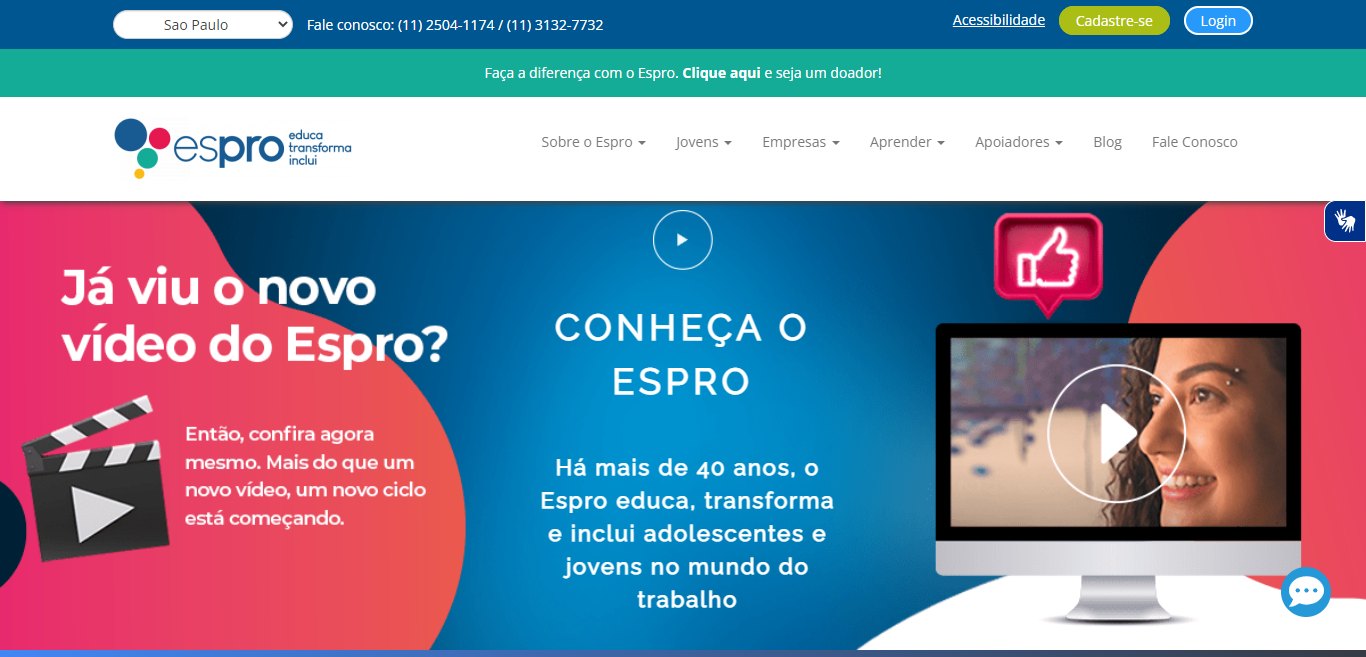 Sao Paulo
Fale conosco: (11) 2504-1174 / (11) 3132-7732
Acessibilidade
Cadastre-se
Login
Faça a diferença com o Espro. Clique aqui e seja um doador!
espro
educa
transforma
inclui
Sobre o Espro
Jovens
Empresas
Aprender
Apoiadores
Blog
Fale Conosco
Já viu o novo
vídeo do Espro?
Então, confira agora
mesmo. Mais do que um
novo vídeo, um novo ciclo
está começando.
CONHEÇA O
ESPRO
Há mais de 40 anos, o
Espro educa, transforma
e inclui adolescentes e
jovens no mundo do
trabalho